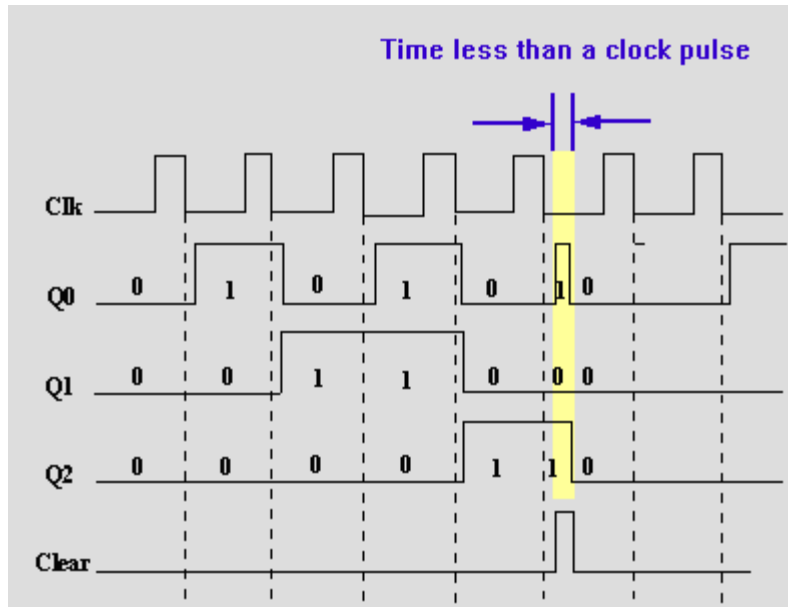 Time less than a clock pulse
Clk
Q0 0 1 0 1 0 1 0
Q1 0 0 1 1 0 0 0
Q2 0 0 0 0 1 1 0
Clear